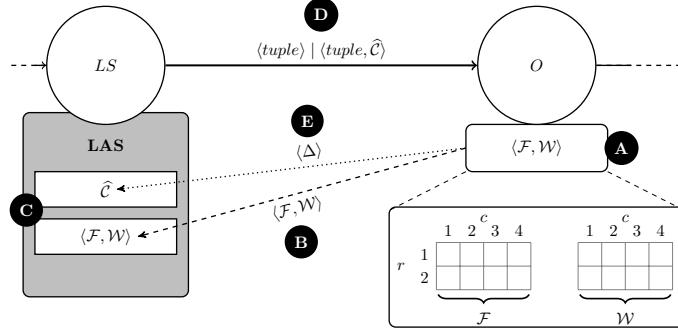 D
LS
⟨tuple⟩ | ⟨tuple, Ĉ⟩
O
E
LAS
⟨Δ⟩
⟨F, W⟩
A
Ĉ
C
⟨F, W⟩
⟨F, W⟩
B
c c
1 2 3 4 1 2 3 4
1
r
2
F W